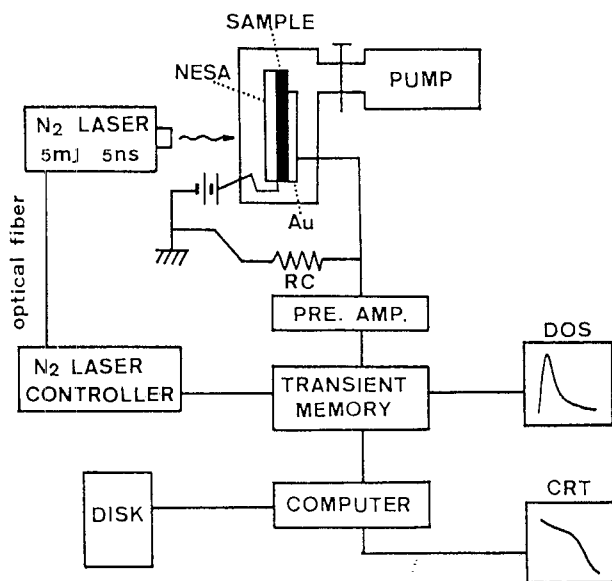 SAMPLE
NESA
PUMP
N2 LASER
5mJ 5ns
Au
RC
optical fiber
PRE. AMP.
DOS
N2 LASER
CONTROLLER
TRANSIENT
MEMORY
COMPUTER
DISK
CRT